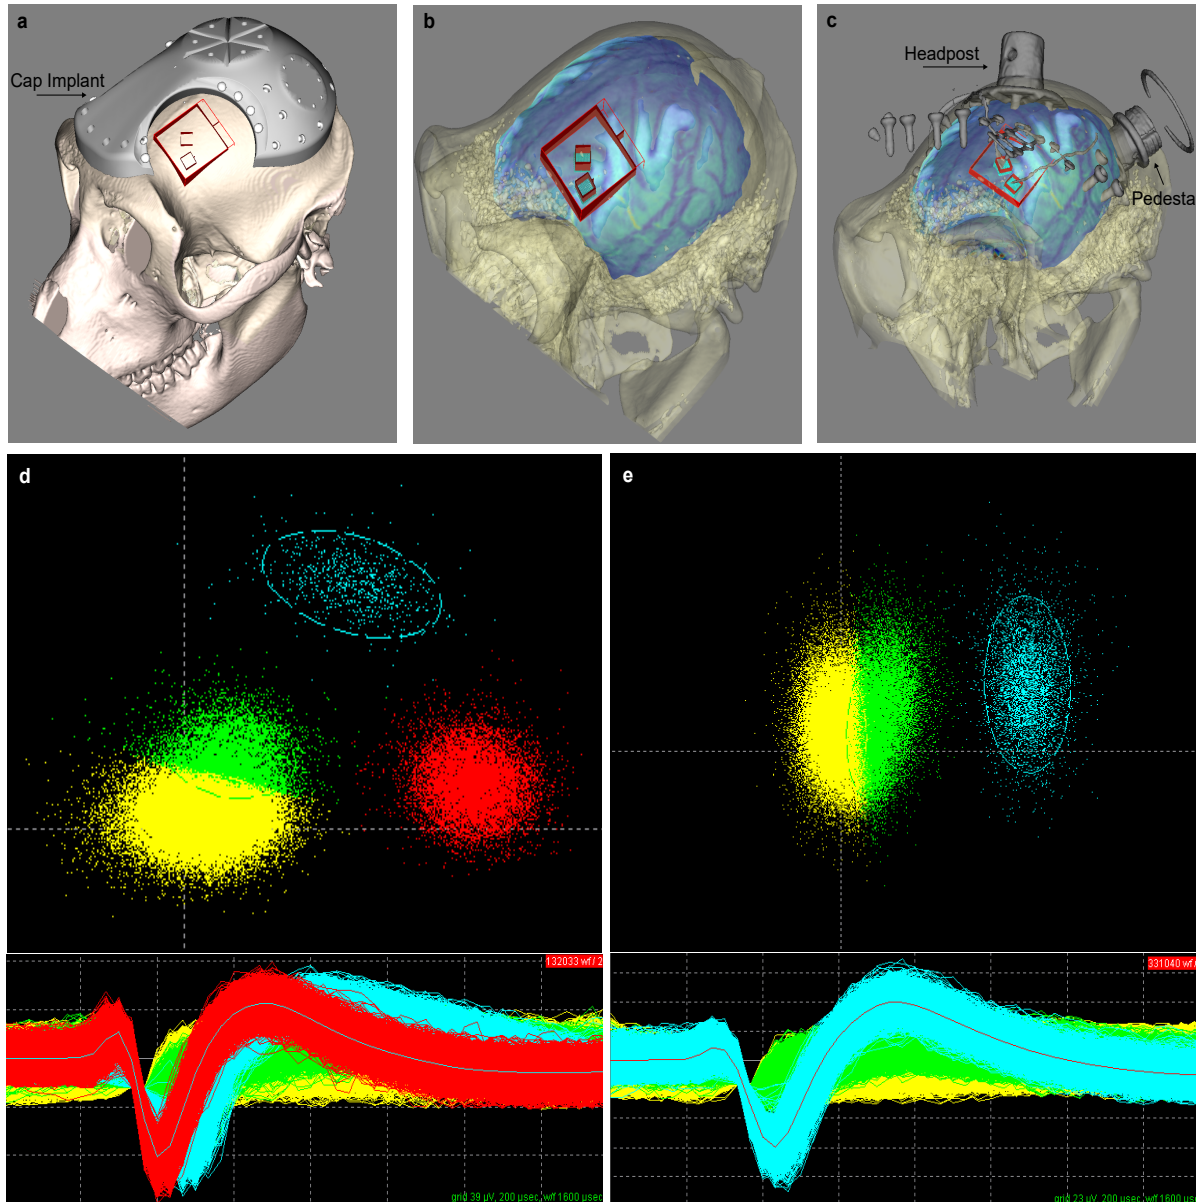 a
Cap Implant
b
c
Headpost
Pedesta
d
e
132033 wf / 2
grid 39 µV, 200 µsec, wf/ 1600 µsec
331040 wf /
grid 23 µV, 200 µsec, wf/ 1600 µsec